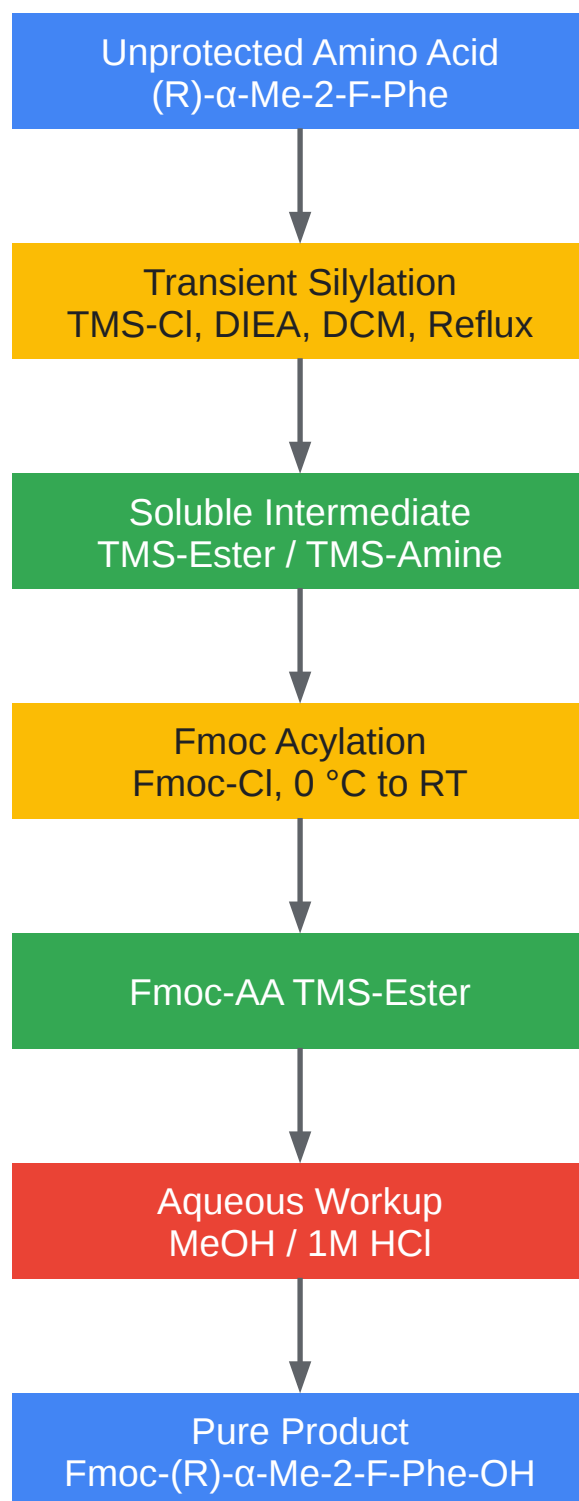 Unprotected Amino Acid
(R)-α-Me-2-F-Phe
Transient Silylation
TMS-Cl, DIEA, DCM, Reflux
Soluble Intermediate
TMS-Ester / TMS-Amine
Fmoc Acylation
Fmoc-Cl, 0 °C to RT
Fmoc-AA TMS-Ester
Aqueous Workup
MeOH / 1M HCl
Pure Product
Fmoc-(R)-α-Me-2-F-Phe-OH